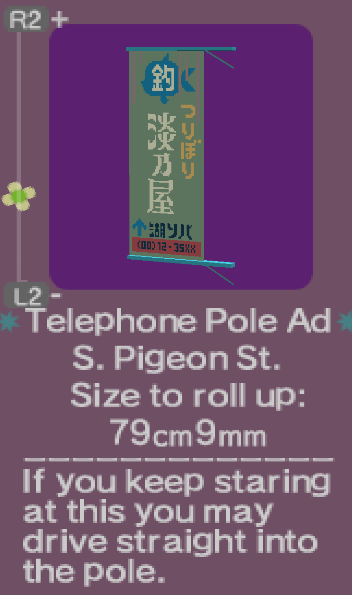 R2 +
釣
つりぼり
淡乃屋
↑湖ソバ
(00)12-35XX
L2 -
Telephone Pole Ad
S. Pigeon St.
Size to roll up:
79cm9mm
If you keep staring
at this you may
drive straight into
the pole.